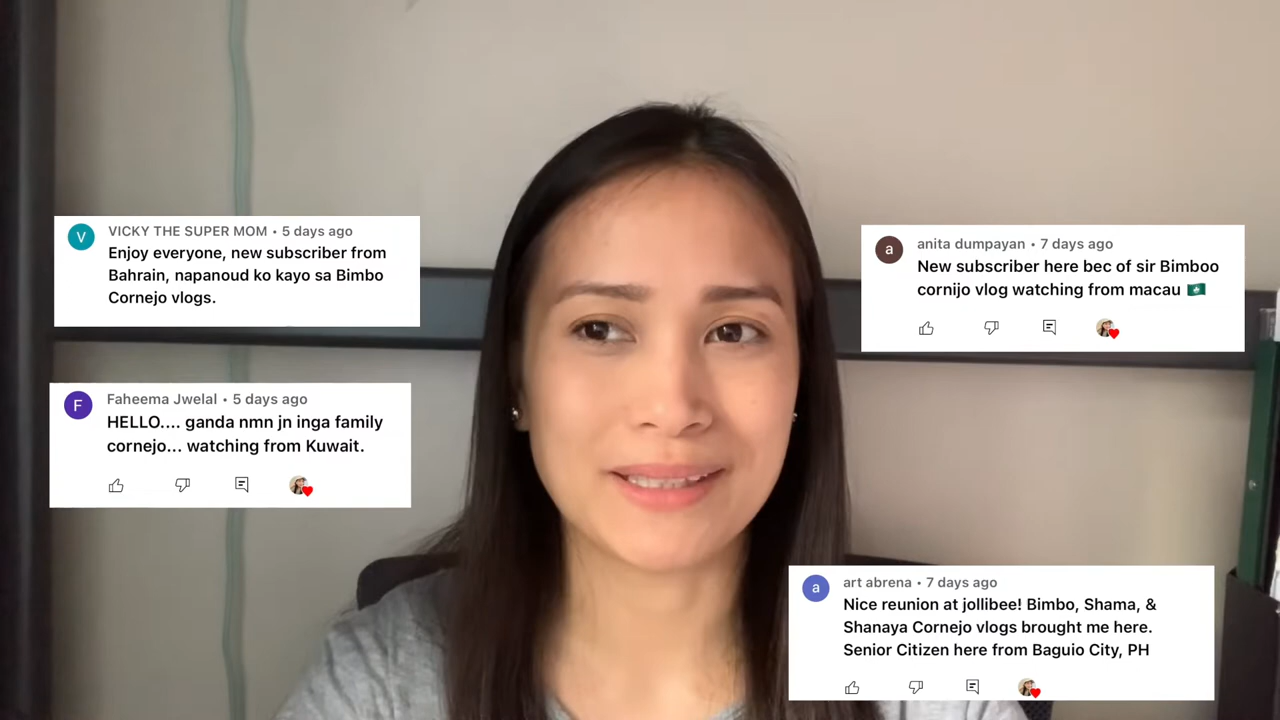 V
VICKY THE SUPER MOM • 5 days ago
Enjoy everyone, new subscriber from
Bahrain, napanoud ko kayo sa Bimbo
Cornejo vlogs.
F
Faheema Jwelal • 5 days ago
HELLO.... ganda nmn jn inga family
cornejo... watching from Kuwait.
a
anita dumpayan • 7 days ago
New subscriber here bec of sir Bimboo
cornijo vlog watching from macau 🇲🇴
a
art abrena • 7 days ago
Nice reunion at jollibee! Bimbo, Shama, &
Shanaya Cornejo vlogs brought me here.
Senior Citizen here from Baguio City, PH